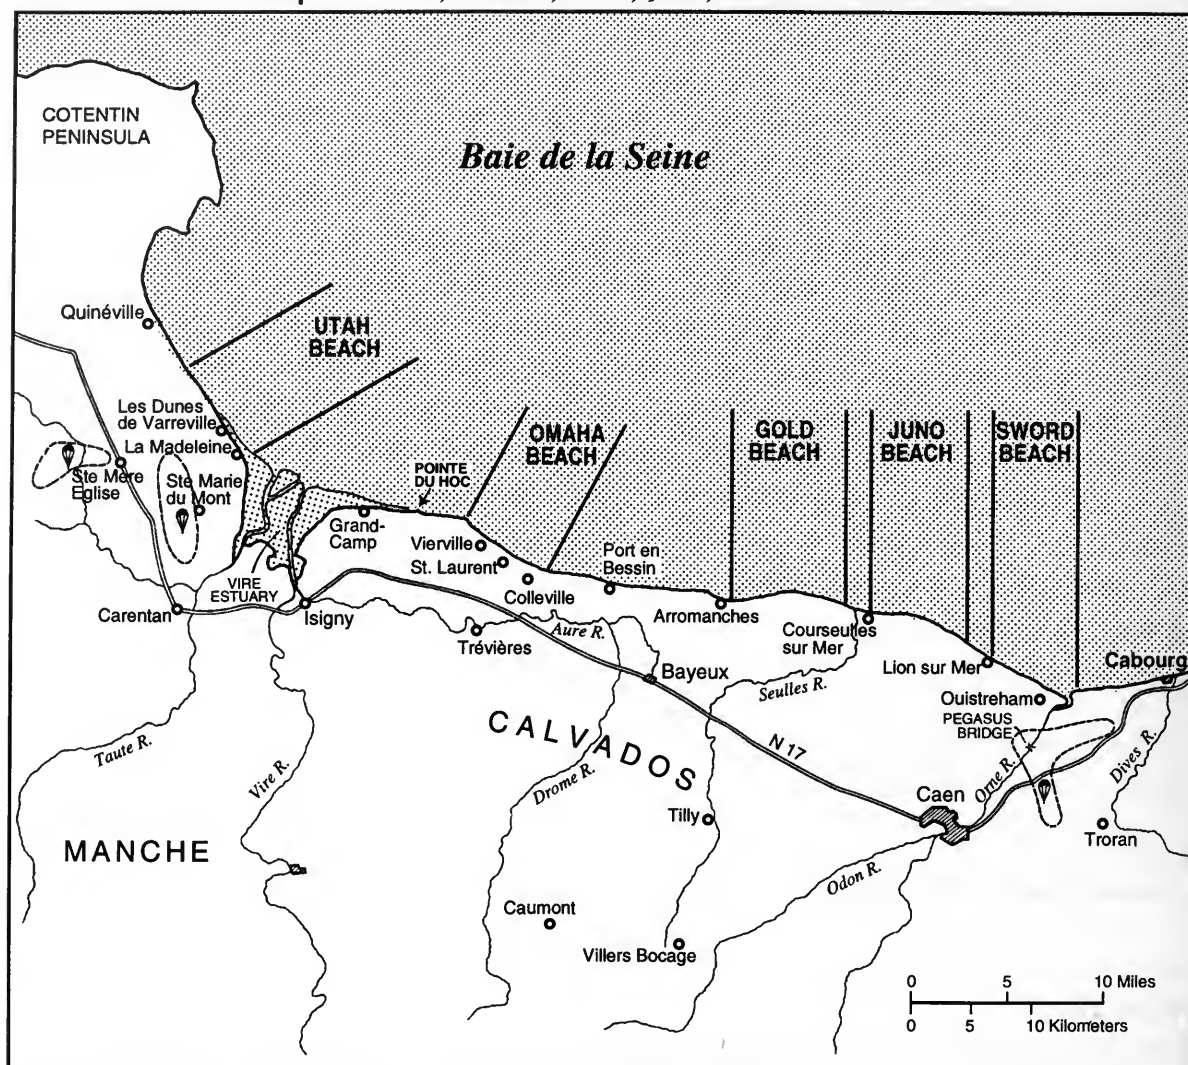 COTENTIN
PENINSULA
Baie de la Seine
Quinéville
UTAH
BEACH
Les Dunes
de Varreville
La Madeleine
Ste Mere
Eglise
Ste Marie
du Mont
POINTE
DU HOC
OMAHA
BEACH
GOLD
BEACH
JUNO
BEACH
SWORD
BEACH
Grand-
Camp
Vierville
St. Laurent
Colleville
Port en
Bessin
VIRE
ESTUARY
Carentan
Isigny
Trévières
Aure R.
Arromanches
Courseulles
sur Mer
Lion sur Mer
Cabourg
Bayeux
Seulles R.
Ouistreham
PEGASUS
BRIDGE
Taute R.
Vire R.
CALVADOS
N 17
Drome R.
Orne R.
Dives R.
Caen
Tilly
Troran
MANCHE
Odon R.
Caumont
Villers Bocage
0 5 10 Miles
0 5 10 Kilometers